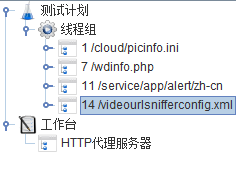 测试计划
线程组
1 /cloud/picinfo.ini
7 /wdinfo.php
11 /service/app/alert/zh-cn
14 /videourlsnifferconfig.xml
工作台
HTTP代理服务器